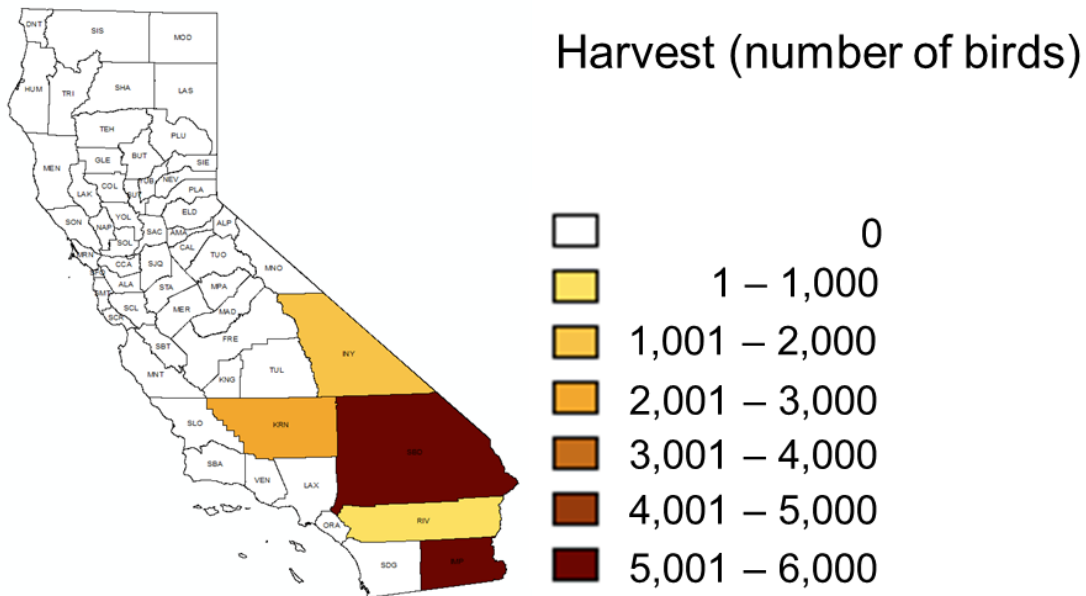 DNT
SIS
MOD
HUM
TRI
SHA
LAS
TEH
PLU
MEN
GLE
BUT
SIE
LAK
COL
YUB
NEV
PLA
SON
NAP
YOL
ELD
SOL
SAC
AMA
ALP
MRN
CCA
SJQ
CAL
TUO
MNO
ALA
STA
MPA
SCL
MER
MAD
SCR
SBT
FRE
INY
MNT
KNG
TUL
SLO
KRN
SBD
SBA
VEN
LAX
ORA
RIV
SDG
IMP
Harvest (number of birds)
0
1 – 1,000
1,001 – 2,000
2,001 – 3,000
3,001 – 4,000
4,001 – 5,000
5,001 – 6,000